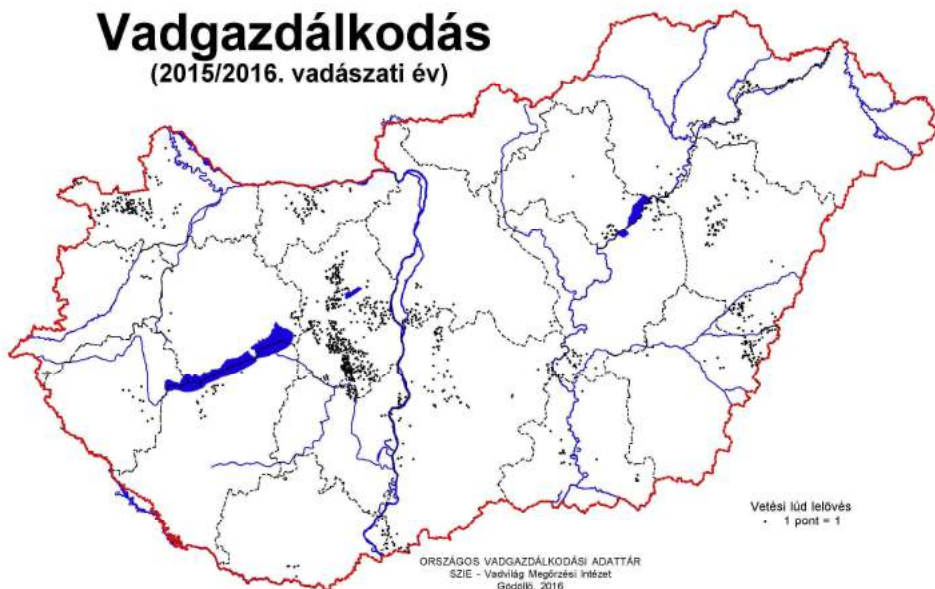 Vadgazdálkodás
(2015/2016. vadászati év)
Vetési lúd lelövés
1 pont = 1
ORSZÁGOS VADGAZDÁLKODÁSI ADATTÁR
SZIE - Vadvilág Megőrzési Intézet
Gödöllő, 2016